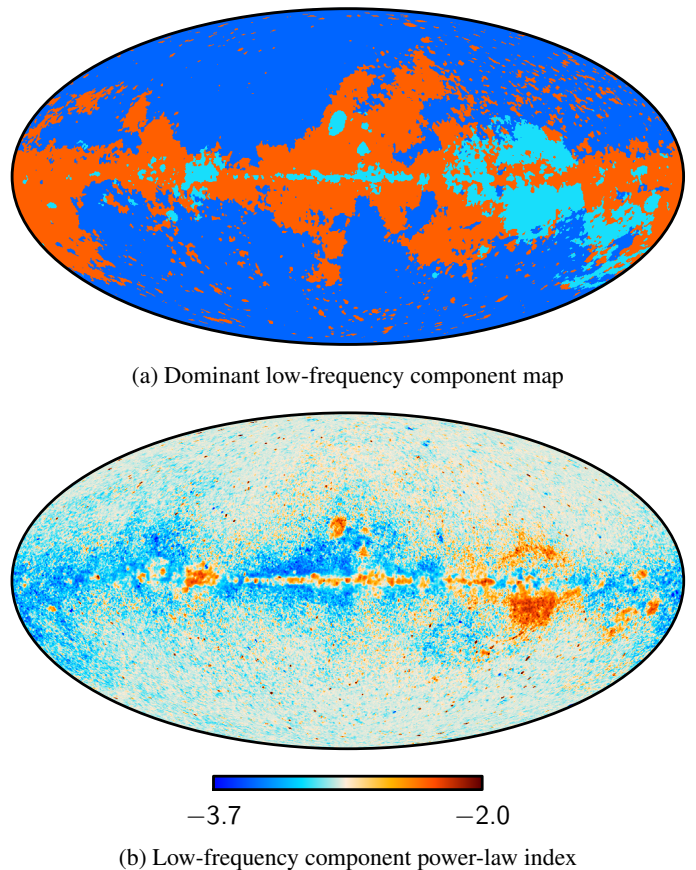 (a) Dominant low-frequency component map
−3.7 −2.0
(b) Low-frequency component power-law index